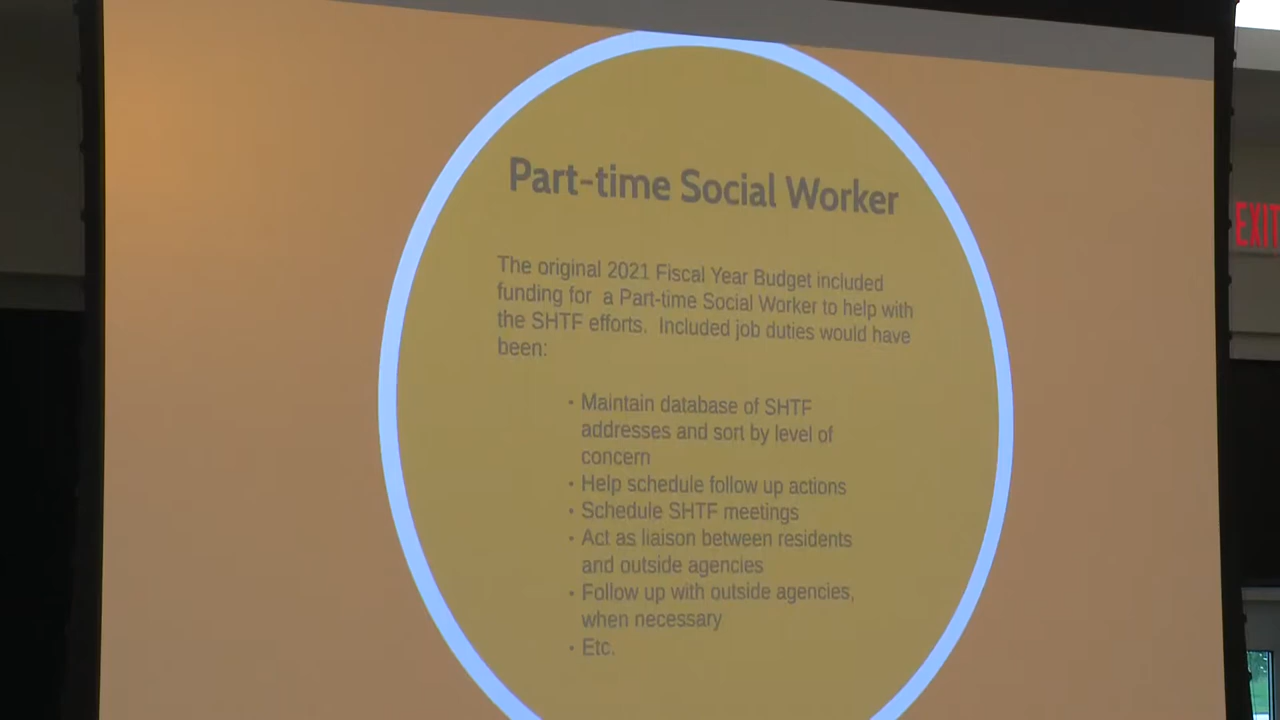 Part-time Social Worker
The original 2021 Fiscal Year Budget included
funding for a Part-time Social Worker to help with
the SHTF efforts. Included job duties would have
been:
• Maintain database of SHTF
addresses and sort by level of
concern
• Help schedule follow up actions
• Schedule SHTF meetings
• Act as liaison between residents
and outside agencies
• Follow up with outside agencies,
when necessary
• Etc.
EXIT